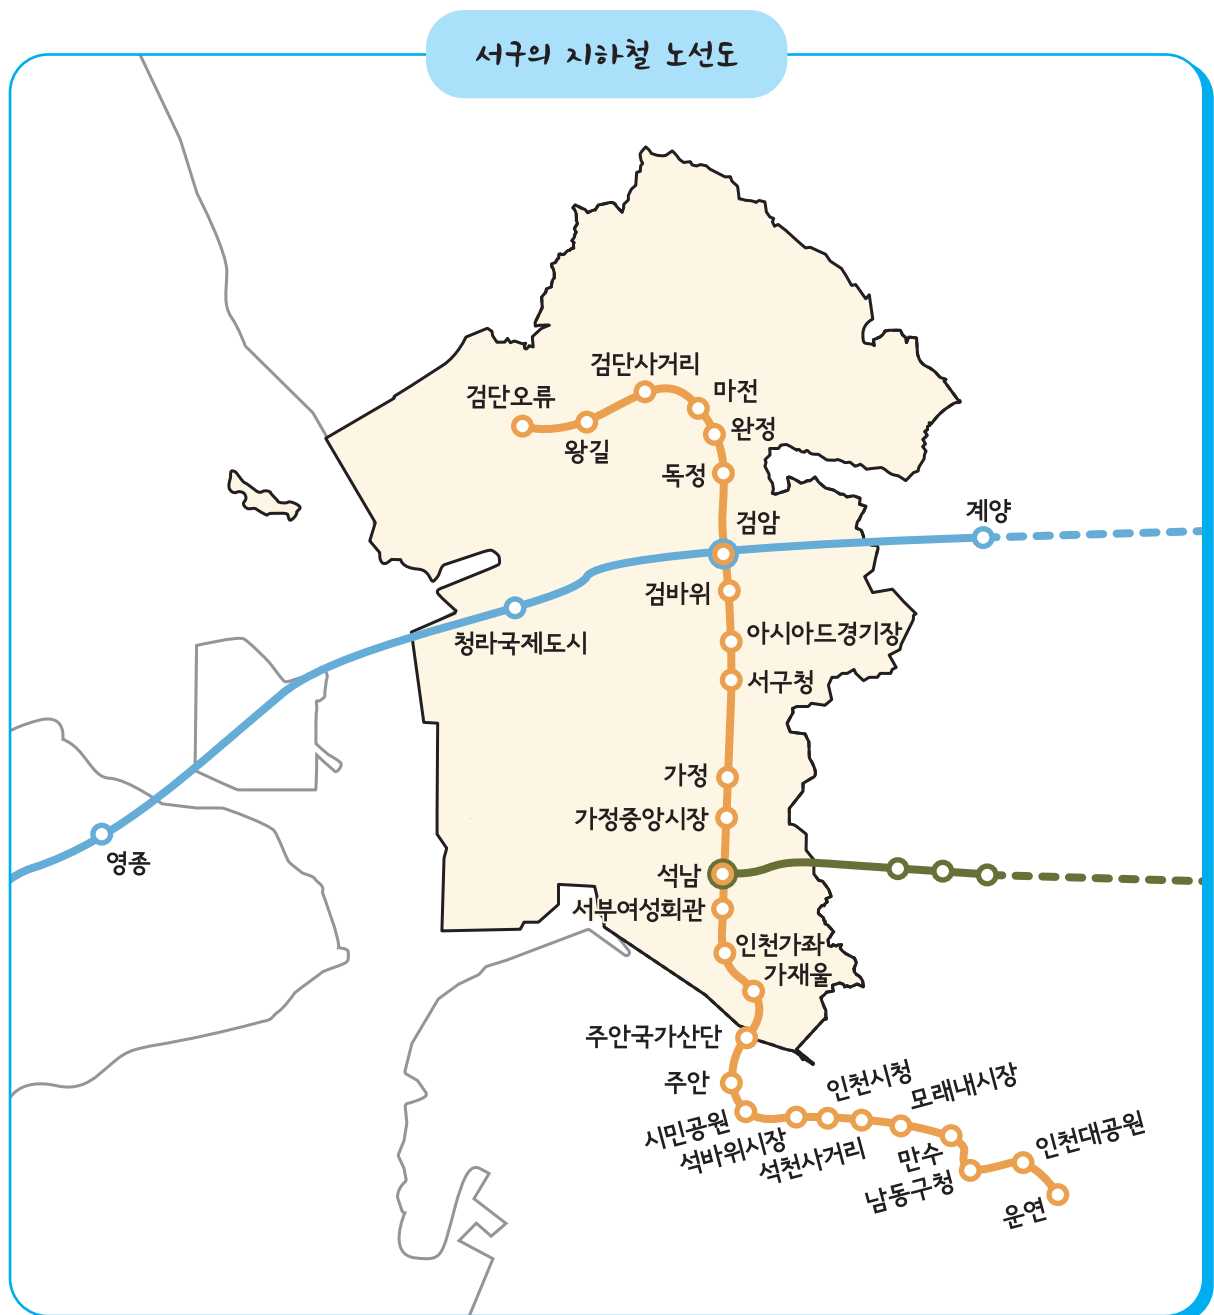 서구의 지하철 노선도
검단사거리
검단오류
마전
왕길
완정
독정
검암
계양
검바위
청라국제도시
아시아드경기장
서구청
가정
가정중앙시장
영종
석남
서부여성회관
인천가좌
가재울
주안국가산단
주안
시민공원
석바위시장
인천시청
석천사거리
모래내시장
만수
남동구청
인천대공원
운연